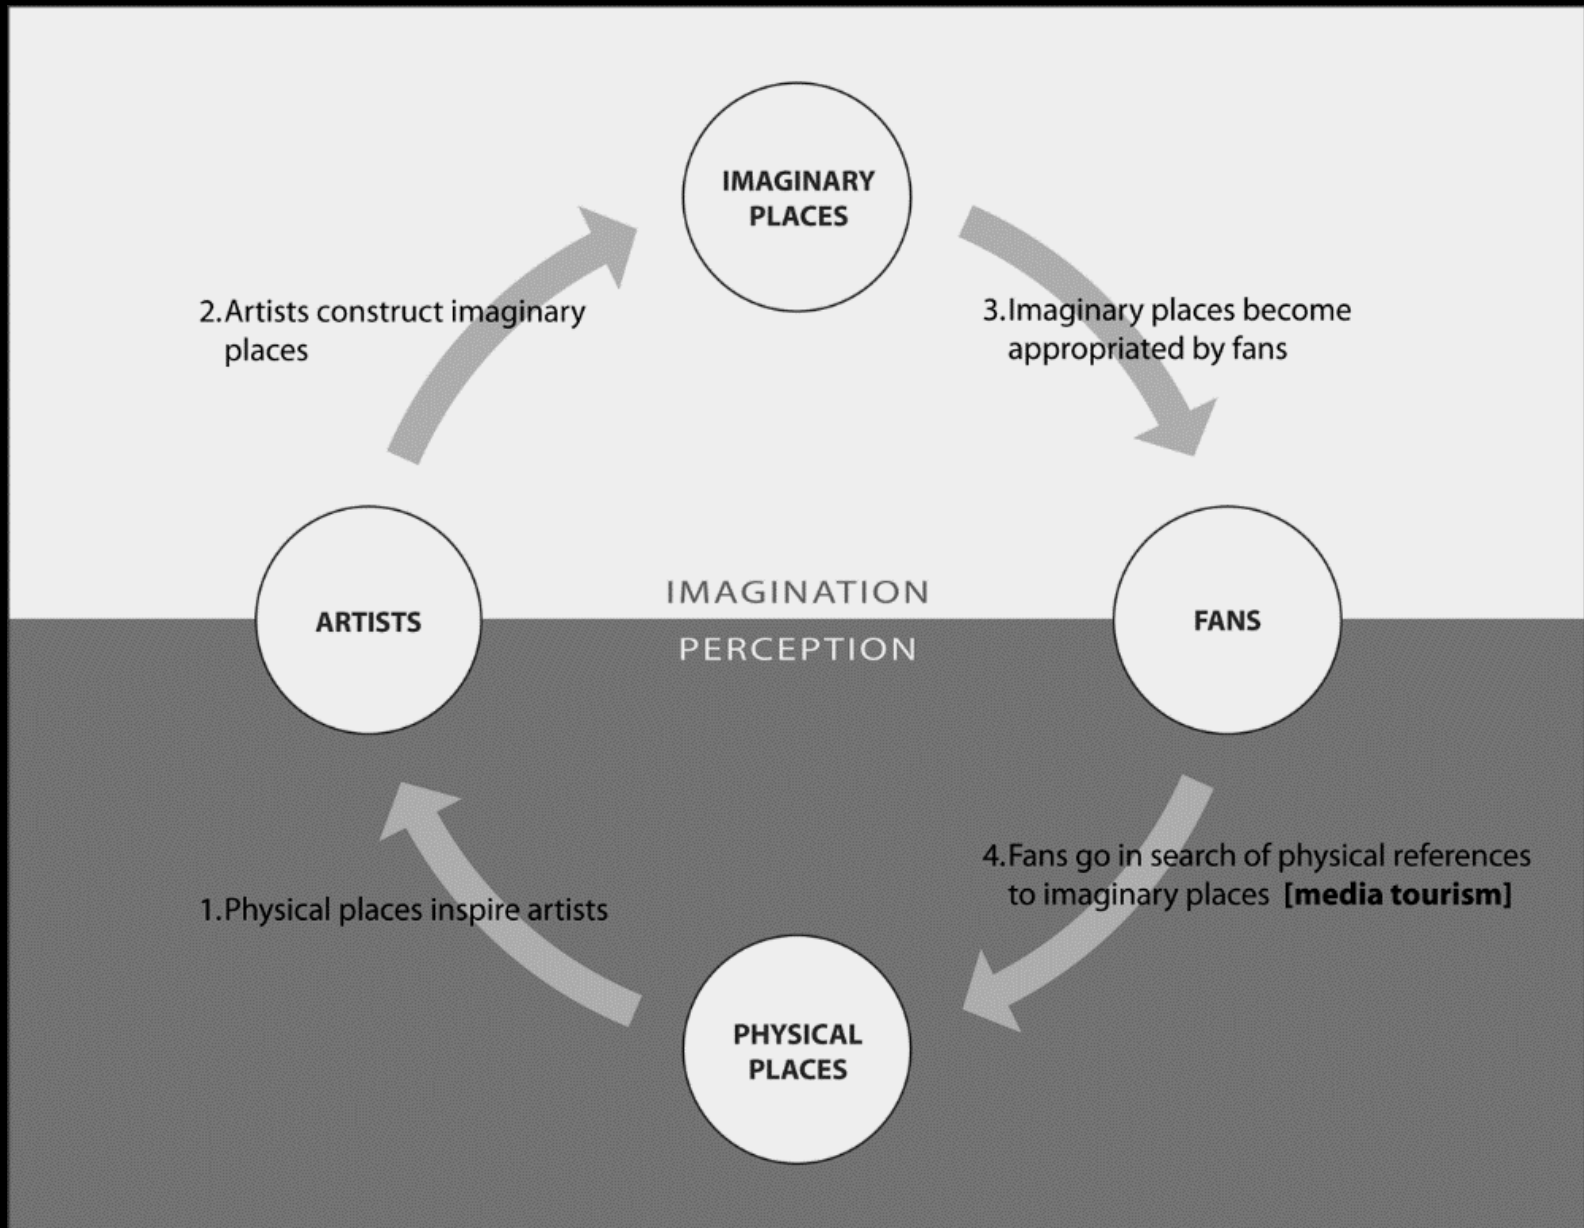 IMAGINARY
PLACES
2.Artists construct imaginary
places
3.Imaginary places become
appropriated by fans
ARTISTS
IMAGINATION
PERCEPTION
FANS
1.Physical places inspire artists
4.Fans go in search of physical references
to imaginary places [media tourism]
PHYSICAL
PLACES